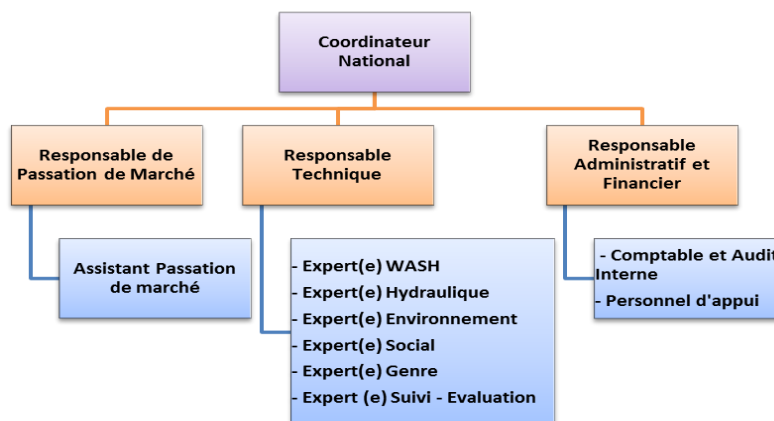 Coordinateur
National
Responsable de
Passation de Marché
Responsable
Technique
Responsable
Administratif et
Financier
Assistant Passation
de marché
- Expert(e) WASH
- Expert(e) Hydraulique
- Expert(e) Environnement
- Expert(e) Social
- Expert(e) Genre
- Expert (e) Suivi - Evaluation
- Comptable et Audit
Interne
- Personnel d'appui